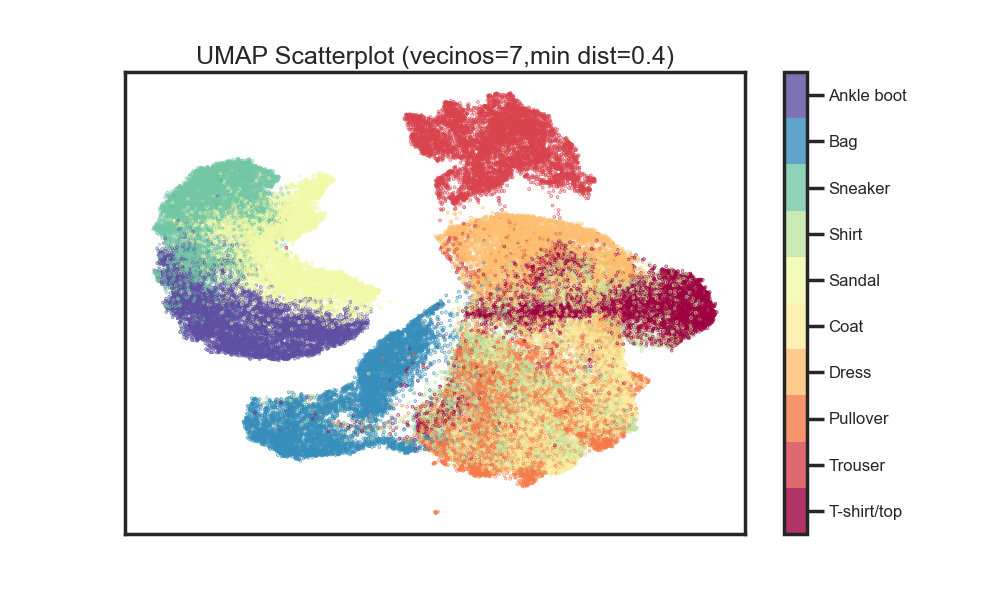 UMAP Scatterplot (vecinos=7,min dist=0.4)
Ankle boot
Bag
Sneaker
Shirt
Sandal
Coat
Dress
Pullover
Trouser
T-shirt/top